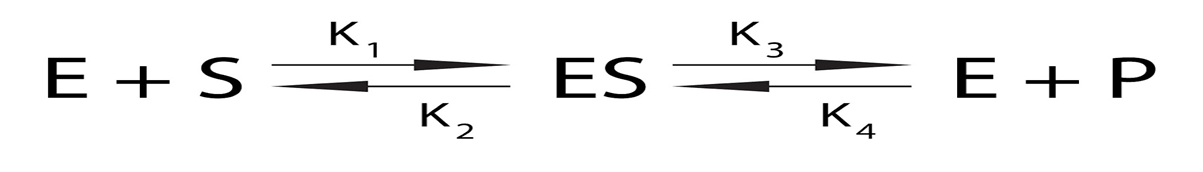 K1 K3
E + S ES E + P
K2 K4